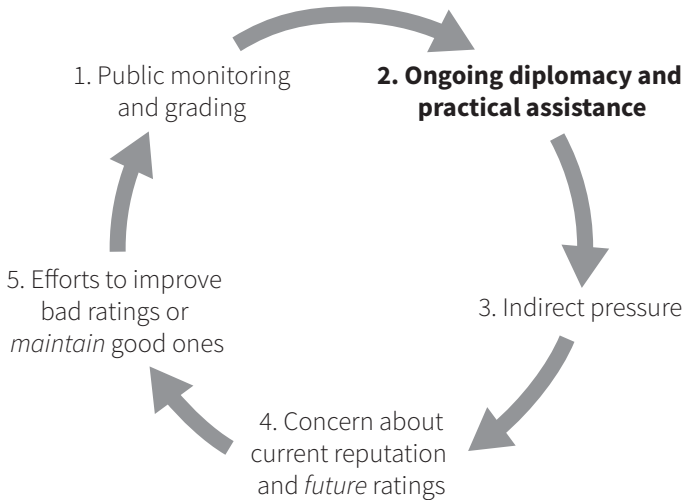 1. Public monitoring
and grading
2. Ongoing diplomacy and
practical assistance
3. Indirect pressure
4. Concern about
current reputation
and future ratings
5. Efforts to improve
bad ratings or
maintain good ones